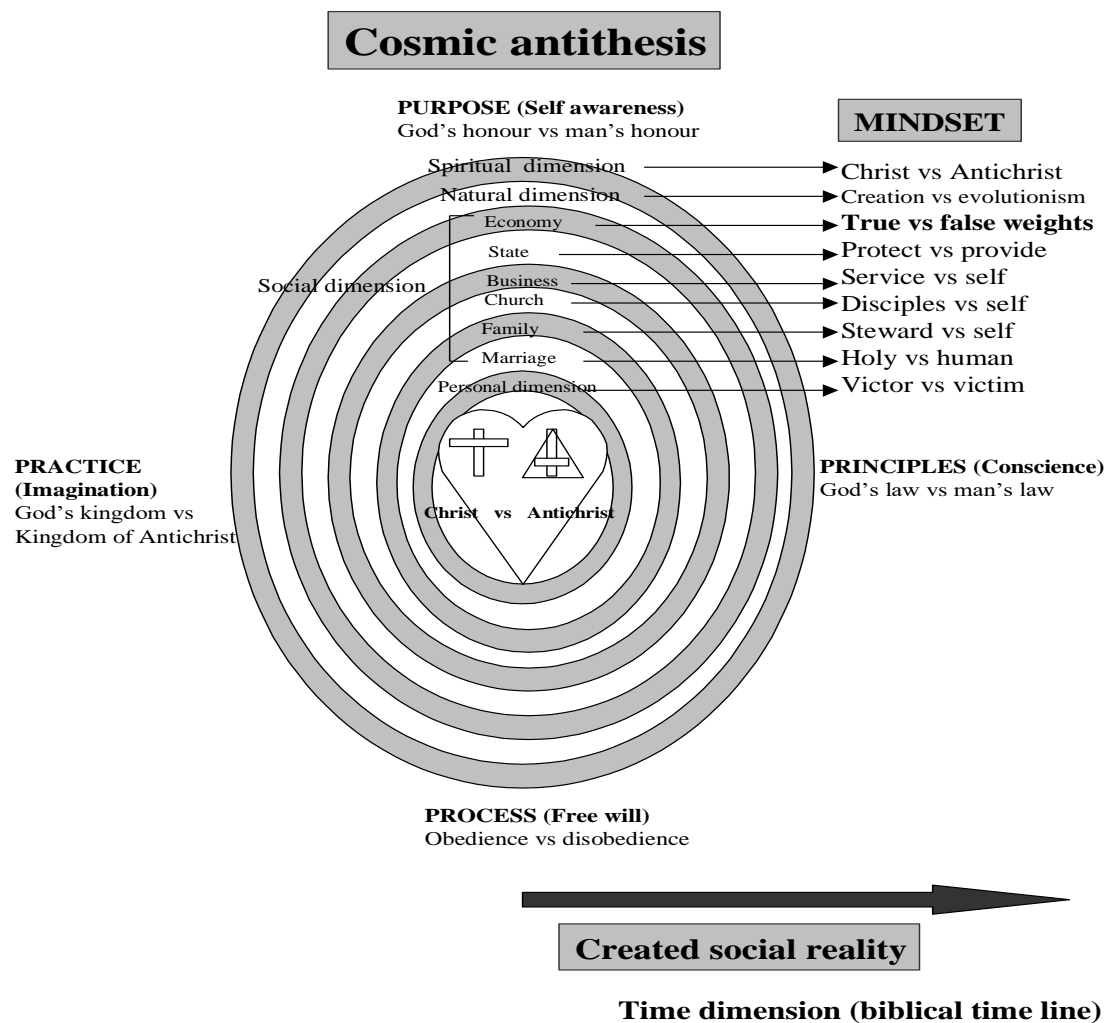 Cosmic antithesis
PURPOSE (Self awareness)
God's honour vs man's honour
MINDSET
Spiritual dimension
Christ vs Antichrist
Natural dimension
Creation vs evolutionism
Economy
True vs false weights
State
Protect vs provide
Social dimension
Business
Service vs self
Church
Disciples vs self
Family
Steward vs self
Marriage
Holy vs human
Personal dimension
Victor vs victim
Christ vs Antichrist
PRACTICE
(Imagination)
God's kingdom vs
Kingdom of Antichrist
PRINCIPLES (Conscience)
God's law vs man's law
PROCESS (Free will)
Obedience vs disobedience
Created social reality
Time dimension (biblical time line)